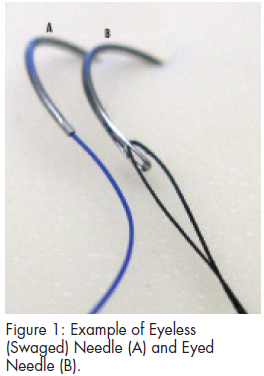 A B
Figure 1: Example of Eyeless
(Swaged) Needle (A) and Eyed
Needle (B).